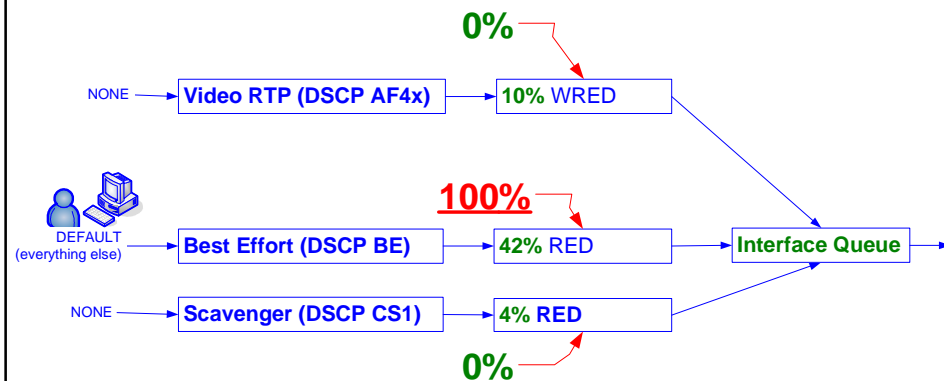 0%
NONE
Video RTP (DSCP AF4x)
10% WRED
100%
DEFAULT
(everything else)
Best Effort (DSCP BE)
42% RED
Interface Queue
NONE
Scavenger (DSCP CS1)
4% RED
0%